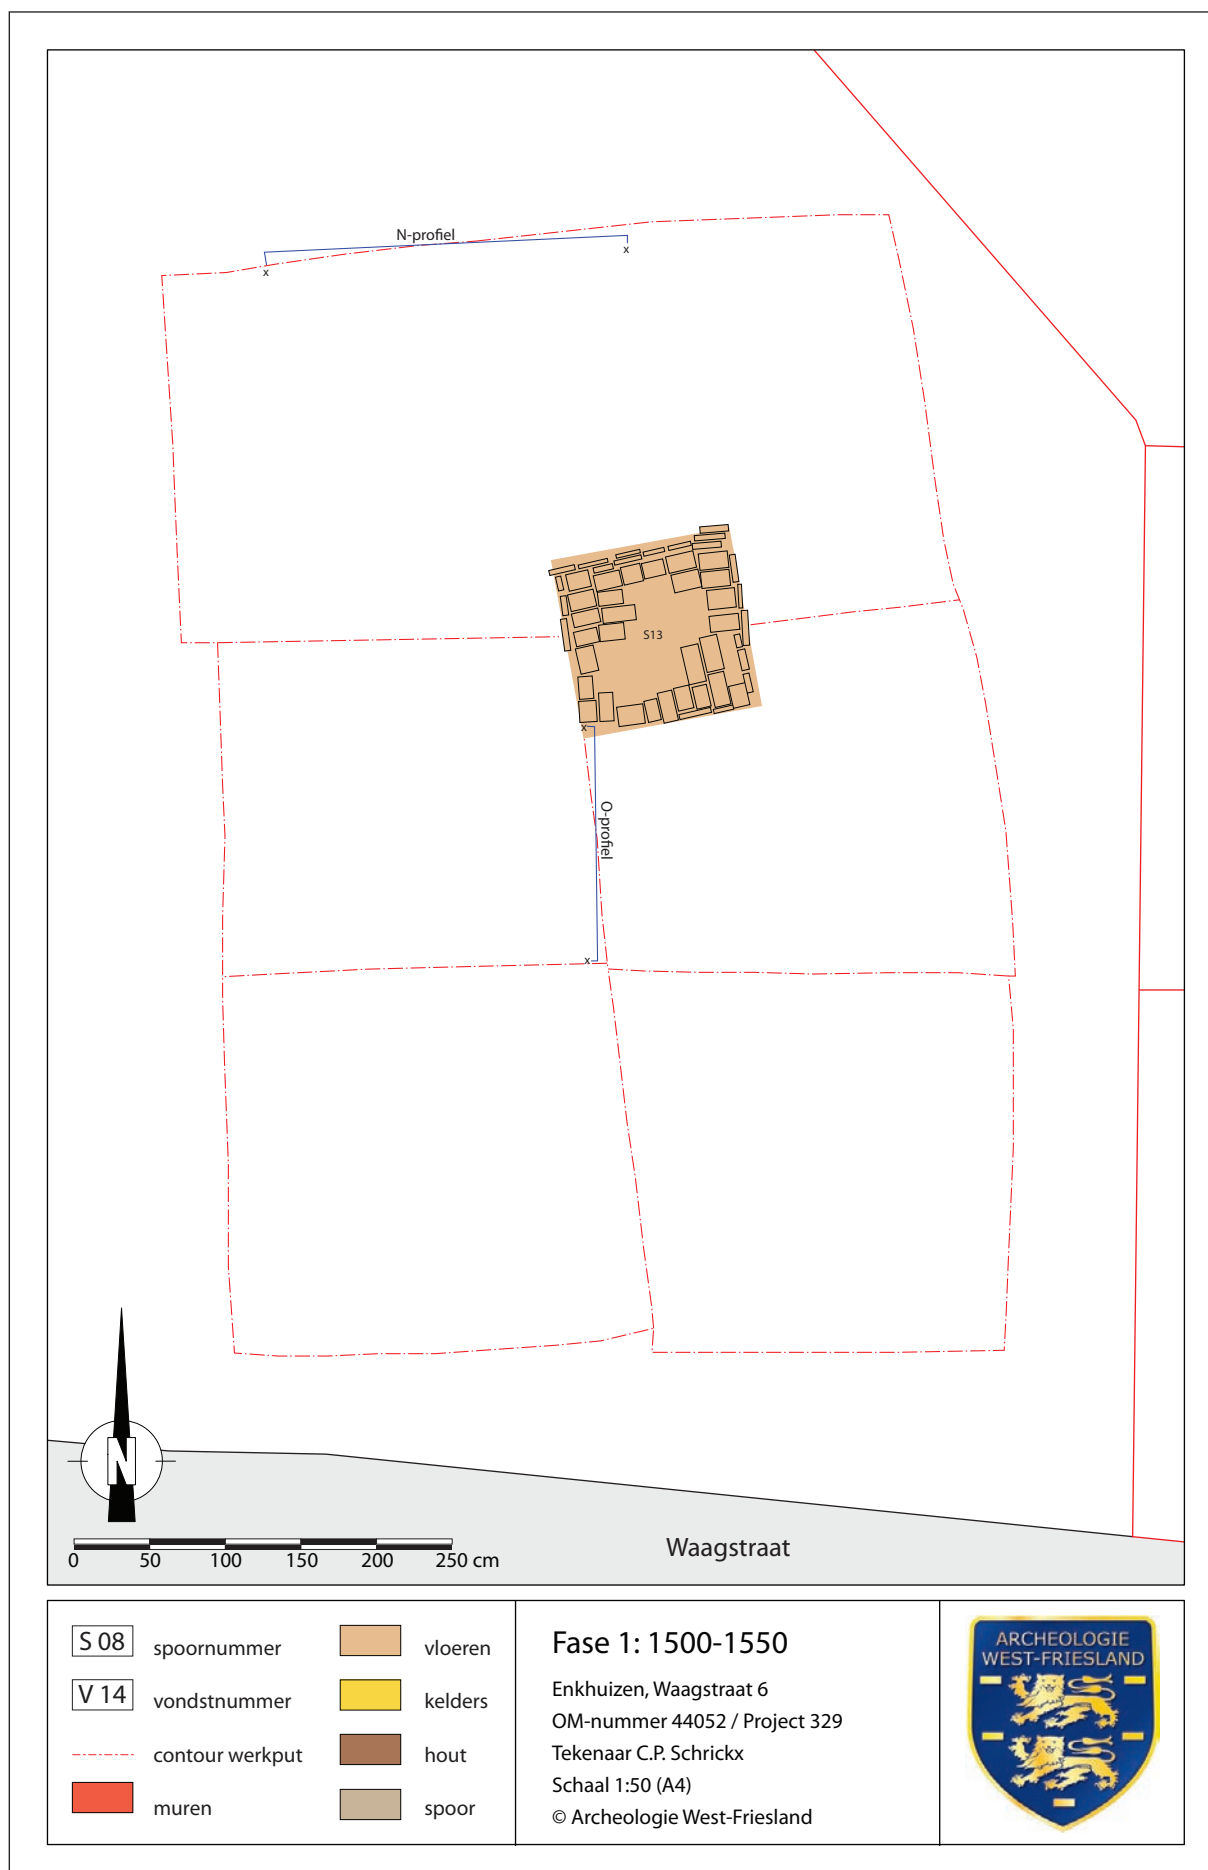 N-profiel
x
x
S13
x
O-profiel
x
N
0 50 100 150 200 250 cm
Waagstraat
S 08 spoornummer
V 14 vondstnummer
contour werkput
muren
vloeren
kelders
hout
spoor
Fase 1: 1500-1550
Enkhuizen, Waagstraat 6
OM-nummer 44052 / Project 329
Tekenaar C.P. Schrickx
Schaal 1:50 (A4)
© Archeologie West-Friesland
ARCHEOLOGIE
WEST-FRIESLAND